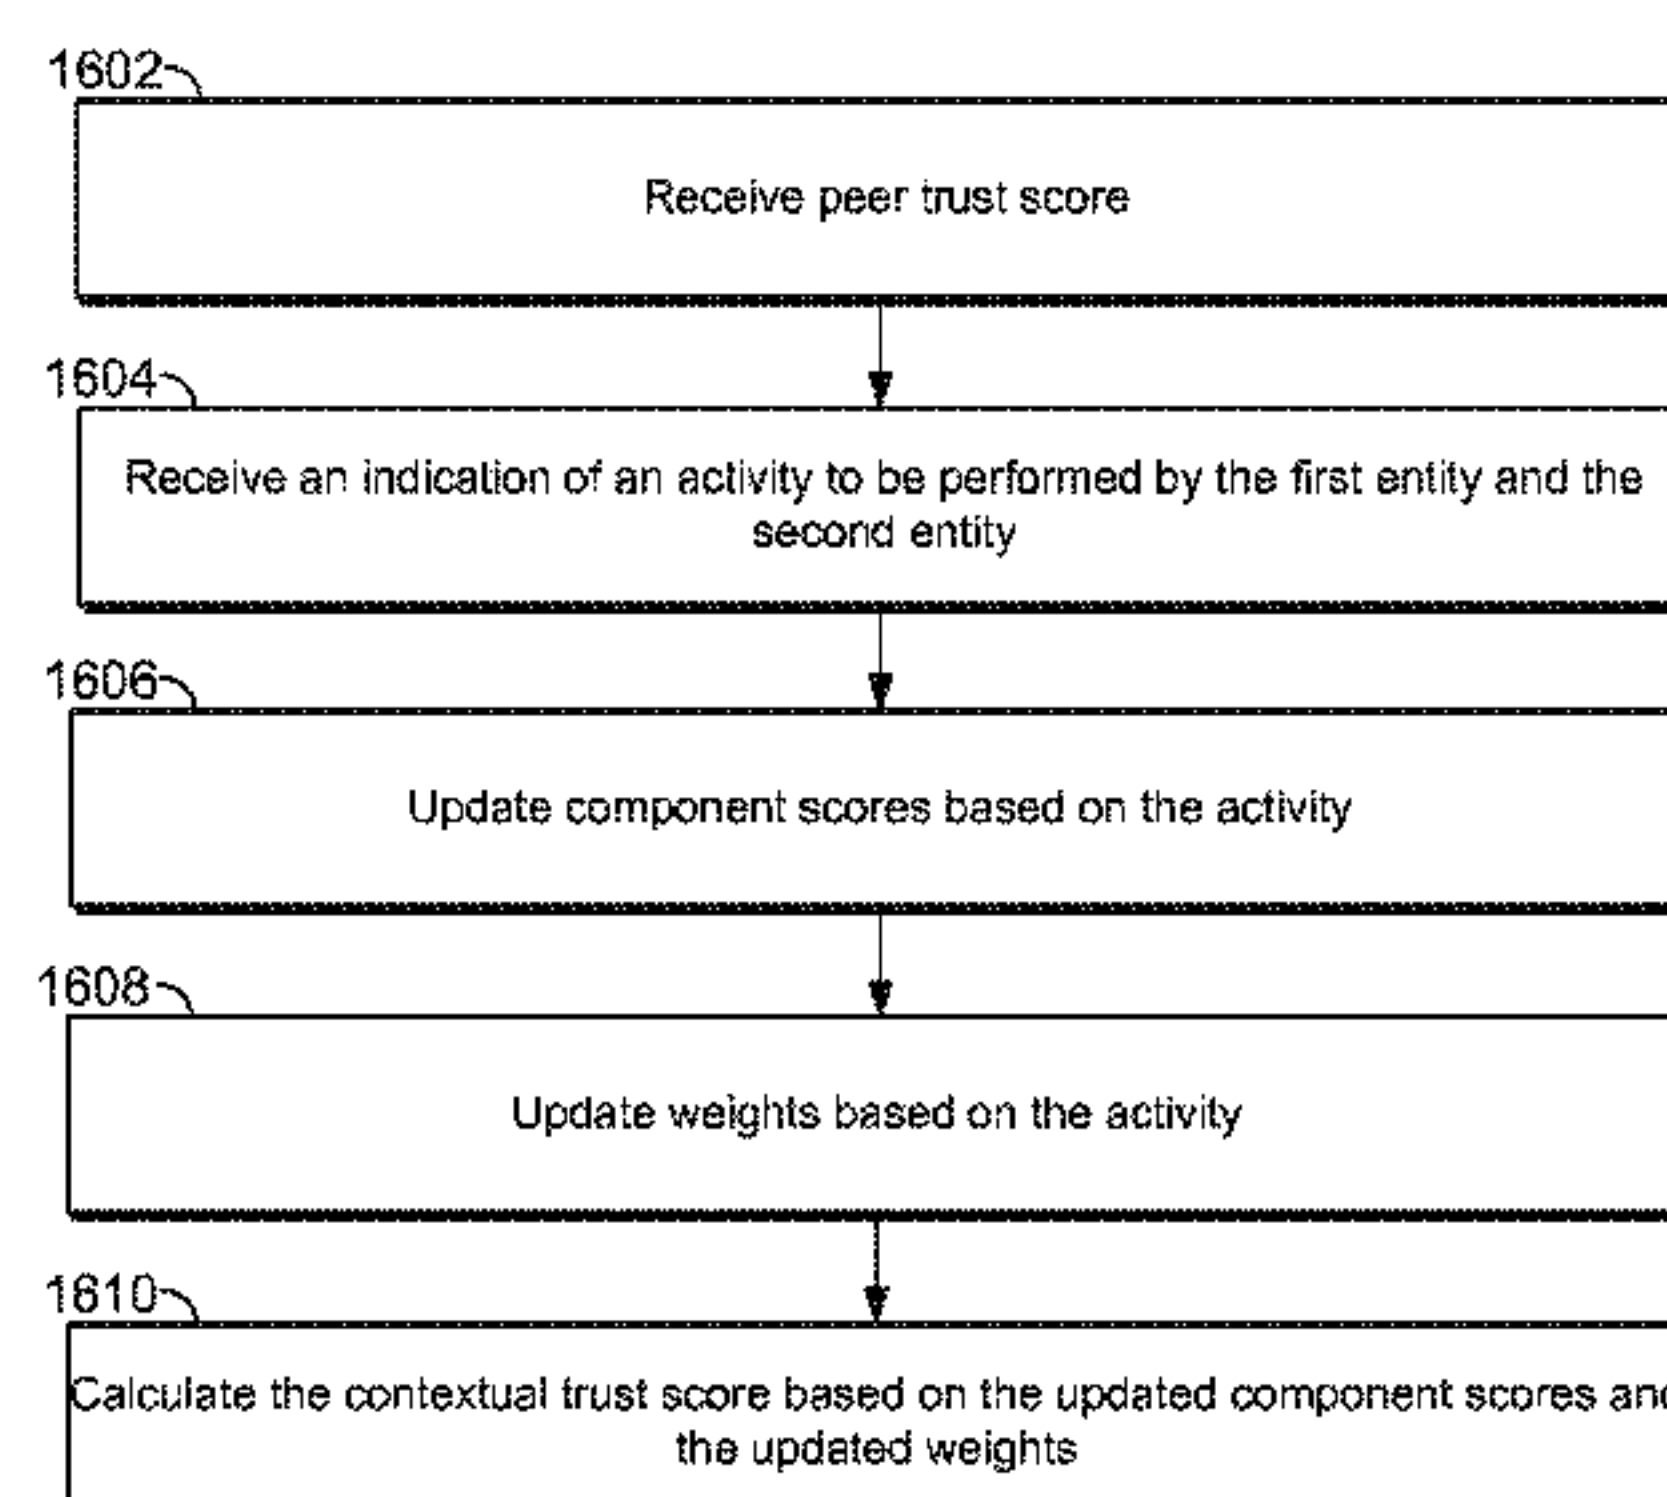 1602
Receive peer trust score
1604
Receive an indication of an activity to be performed by the first entity and the
second entity
1606
Update component scores based on the activity
1608
Update weights based on the activity
1610
Calculate the contextual trust score based on the updated component scores and
the updated weights